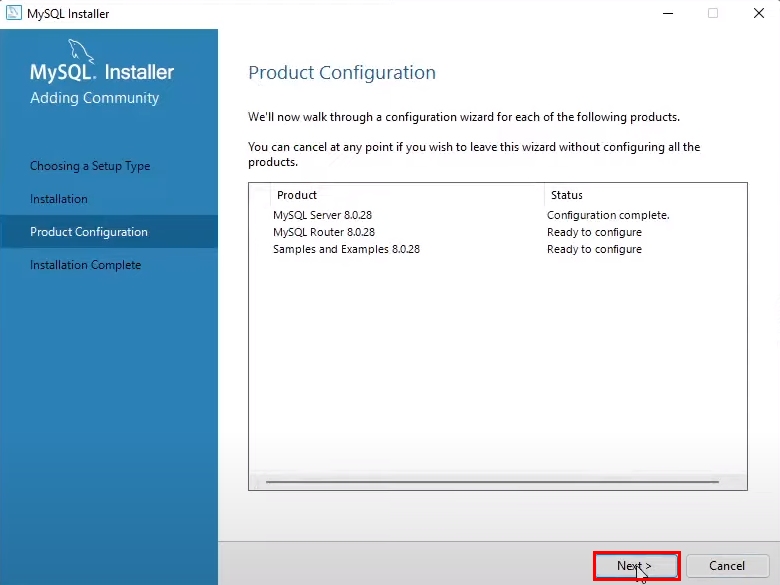 MySQL Installer
MySQL. Installer
Adding Community
Choosing a Setup Type
Installation
Product Configuration
Installation Complete
Product Configuration
We'll now walk through a configuration wizard for each of the following products.
You can cancel at any point if you wish to leave this wizard without configuring all the
products.
Product Status
MySQL Server 8.0.28 Configuration complete.
MySQL Router 8.0.28 Ready to configure
Samples and Examples 8.0.28 Ready to configure
Next > Cancel